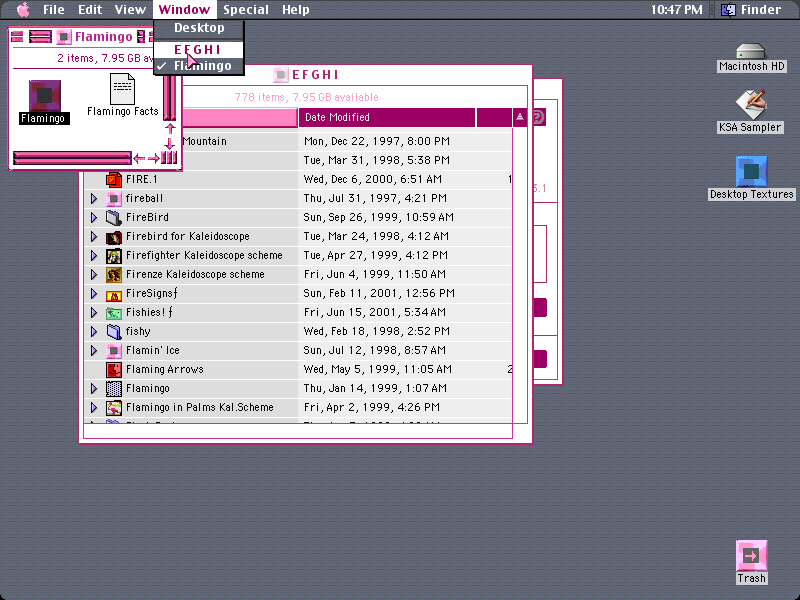 File Edit View Window Special Help 10:47 PM Finder
Desktop
E F G H I
✓ Flamingo
Flamingo
2 items, 7.95 GB av
Flamingo
Flamingo Facts
E F G H I
778 items, 7.95 GB available
Date Modified
Mountain Mon, Dec 22, 1997, 8:00 PM
Tue, Mar 31, 1998, 5:38 PM
FIRE.1 Wed, Dec 6, 2000, 6:51 AM 1
fireball Thu, Jul 31, 1997, 4:21 PM
FireBird Sun, Sep 26, 1999, 10:59 AM
Firebird for Kaleidoscope Tue, Mar 24, 1998, 4:12 AM
Firefighter Kaleidoscope scheme Tue, Apr 27, 1999, 4:12 PM
Firenze Kaleidoscope scheme Fri, Jun 4, 1999, 11:50 AM
FireSignsƒ Sun, Feb 11, 2001, 12:56 PM
Fishies! ƒ Fri, Jun 15, 2001, 5:34 AM
fishy Wed, Feb 18, 1998, 2:52 PM
Flamin' Ice Sun, Jul 12, 1998, 8:57 AM
Flaming Arrows Wed, May 5, 1999, 11:05 AM 2
Flamingo Thu, Jan 14, 1999, 1:07 AM
Flamingo in Palms Kal.Scheme Fri, Apr 2, 1999, 4:26 PM
3.1
Macintosh HD
KSA Sampler
Desktop Textures
Trash